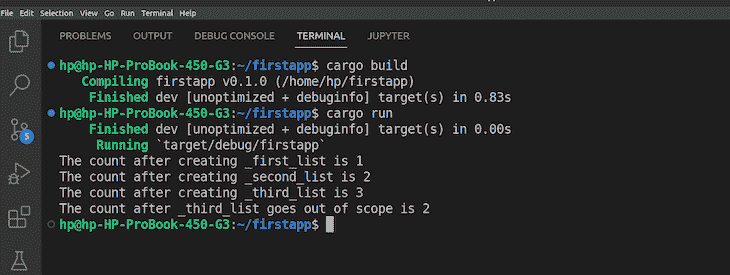 File Edit Selection View Go Run Terminal Help
PROBLEMS OUTPUT DEBUG CONSOLE TERMINAL JUPYTER
hp@hp-HP-ProBook-450-G3:~/firstapp$ cargo build
Compiling firstapp v0.1.0 (/home/hp/firstapp)
Finished dev [unoptimized + debuginfo] target(s) in 0.83s
hp@hp-HP-ProBook-450-G3:~/firstapp$ cargo run
Finished dev [unoptimized + debuginfo] target(s) in 0.00s
Running `target/debug/firstapp`
The count after creating _first_list is 1
The count after creating _second_list is 2
The count after creating _third_list is 3
The count after _third_list goes out of scope is 2
hp@hp-HP-ProBook-450-G3:~/firstapp$
5